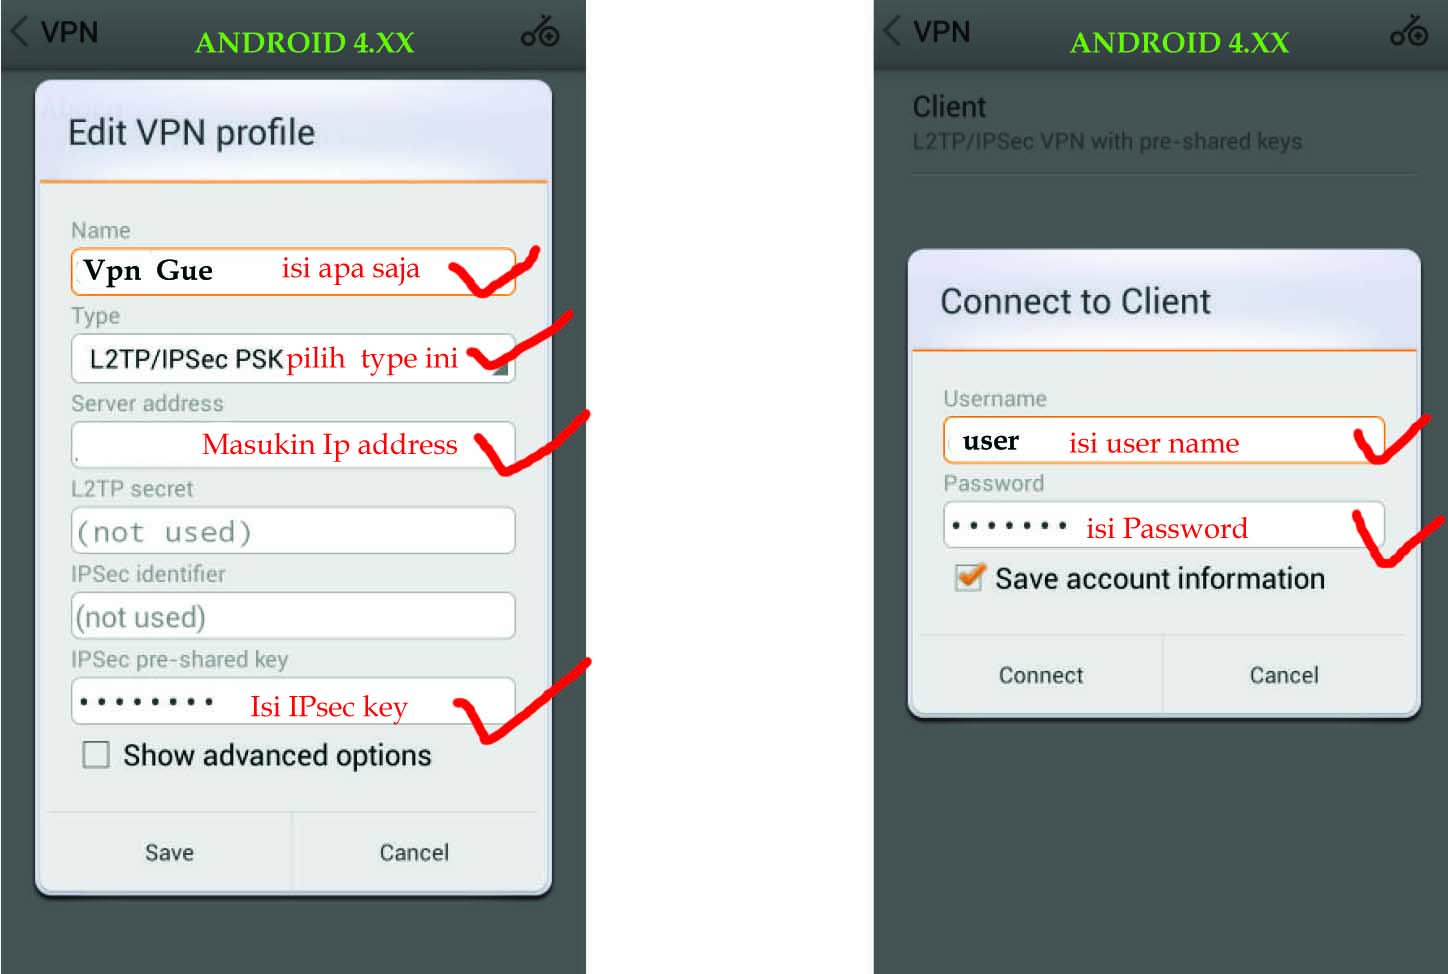 VPN
ANDROID 4.XX
Edit VPN profile
Name
Vpn Gue isi apa saja
Type
L2TP/IPSec PSK pilih type ini
Server address
Masukin Ip address
L2TP secret
(not used)
IPSec identifier
(not used)
IPSec pre-shared key
•••••••• Isi IPsec key
Show advanced options
Save Cancel
VPN
ANDROID 4.XX
Client
L2TP/IPSec VPN with pre-shared keys
Connect to Client
Username
user isi user name
Password
••••••• isi Password
Save account information
Connect Cancel